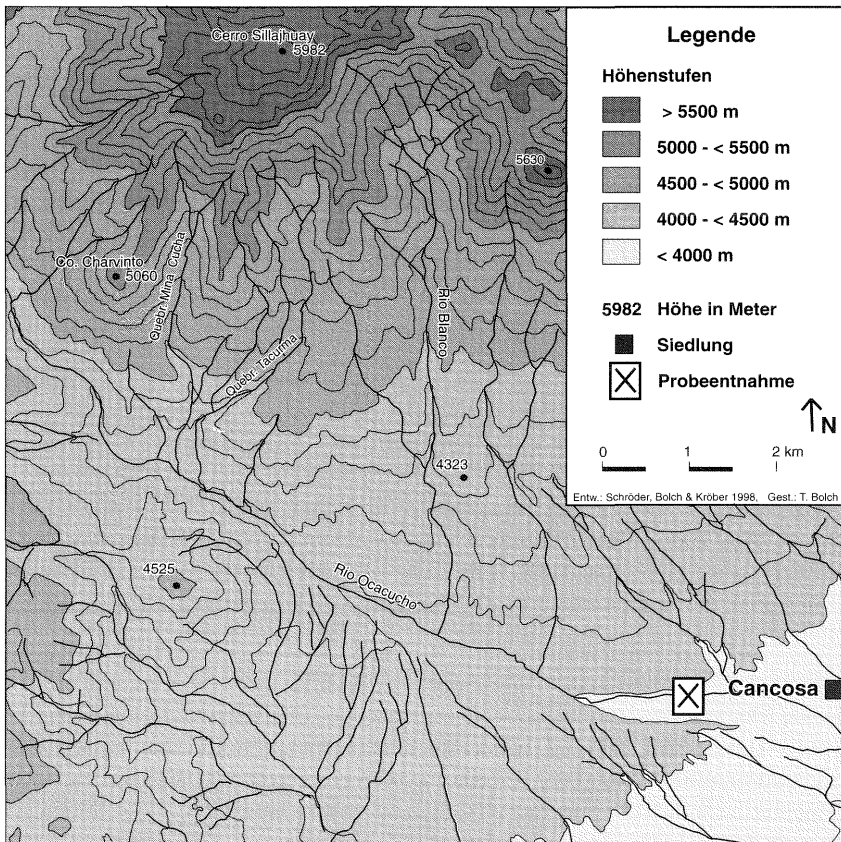 Cerro Sillajhuay
5982
5630
Co. Charvinto
5060
Quebr. Mina Cucha
Quebr. Tacurma
Rio Blanco
4323
4525
Rio Ocacucho
Cancosa
Legende
Höhenstufen
> 5500 m
5000 - < 5500 m
4500 - < 5000 m
4000 - < 4500 m
< 4000 m
5982 Höhe in Meter
Siedlung
Probeentnahme
N
0 1 2 km
Entw.: Schröder, Bolch & Kröber 1998, Gest.: T. Bolch